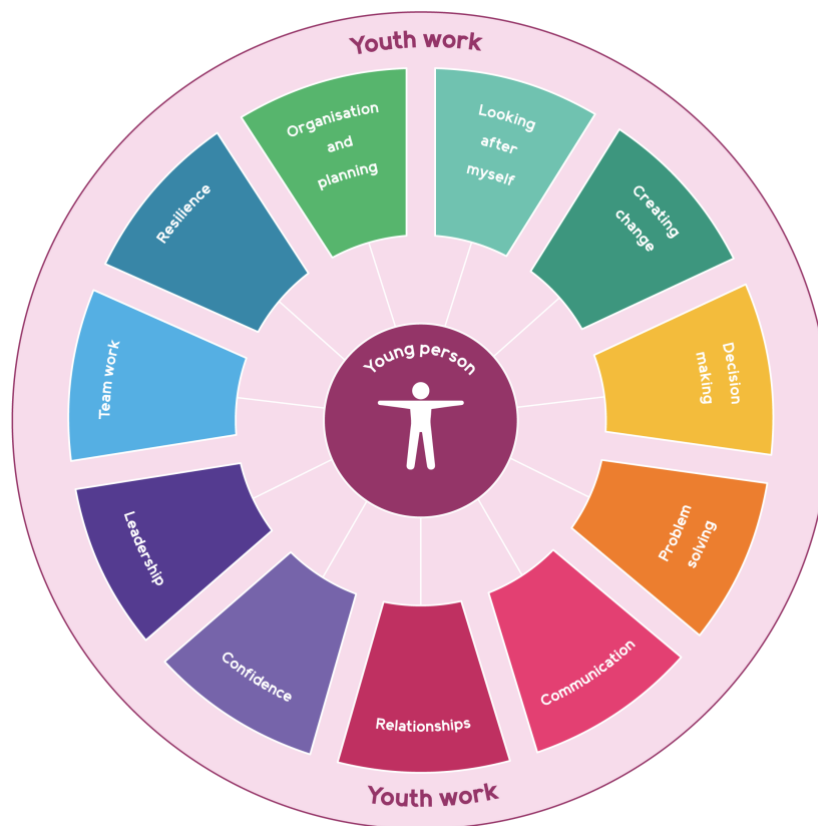 Youth work
Looking
after
myself
Creating
change
Decision
making
Problem
solving
Communication
Relationships
Confidence
Leadership
Team work
Resilience
Organisation
and
planning
Young person
Youth work